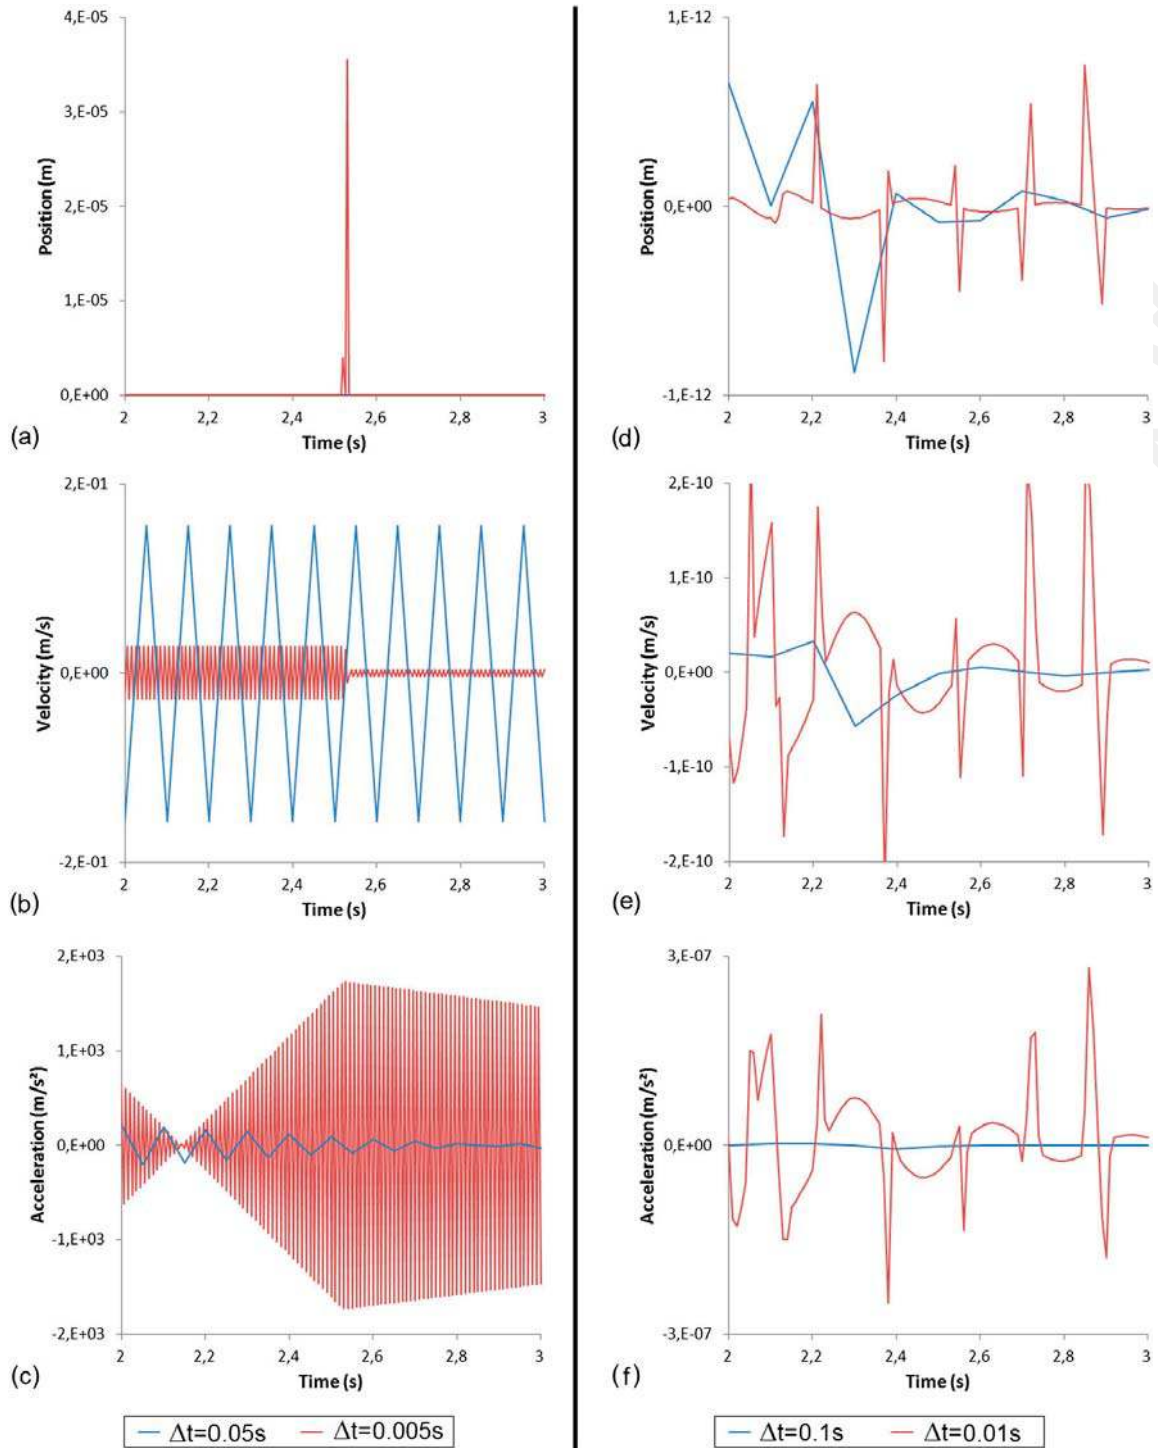 4,E-05
3,E-05
2,E-05
1,E-05
0,E+00
Position (m)
2 2,2 2,4 2,6 2,8 3
Time (s)
(a)
1,E-12
0,E+00
-1,E-12
Position (m)
2 2,2 2,4 2,6 2,8 3
Time (s)
(d)
2,E-01
0,E+00
-2,E-01
Velocity (m/s)
2 2,2 2,4 2,6 2,8 3
Time (s)
(b)
2,E-10
1,E-10
0,E+00
-1,E-10
-2,E-10
Velocity (m/s)
2 2,2 2,4 2,6 2,8 3
Time (s)
(e)
2,E+03
1,E+03
0,E+00
-1,E+03
-2,E+03
Acceleration (m/s²)
2 2,2 2,4 2,6 2,8 3
Time (s)
(c)
3,E-07
0,E+00
-3,E-07
Acceleration (m/s²)
2 2,2 2,4 2,6 2,8 3
Time (s)
(f)
Δt=0.05s Δt=0.005s
Δt=0.1s Δt=0.01s